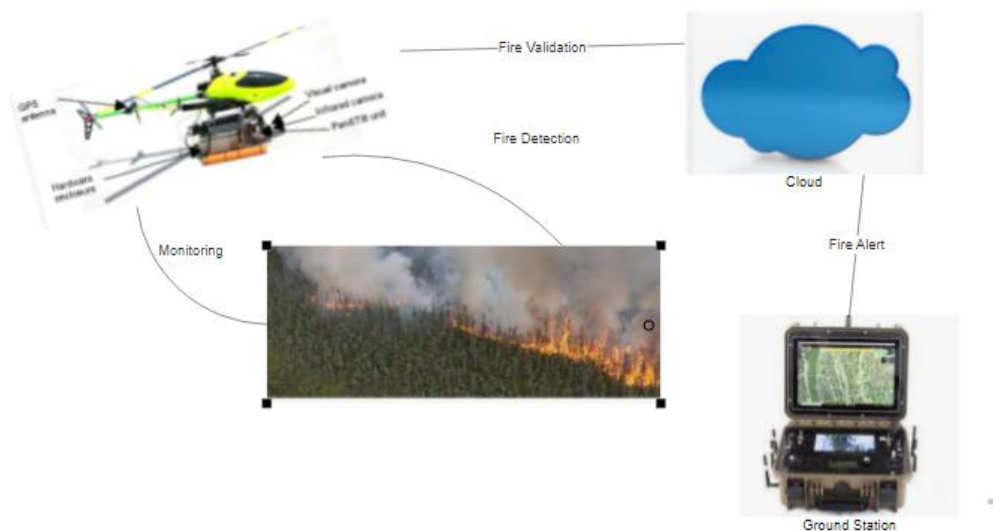 Fire Validation
GPS
antenna
Visual camera
Infrared camera
Pan&Tilt unit
Hardware
enclosure
Fire Detection
Cloud
Monitoring
Fire Alert
Ground Station